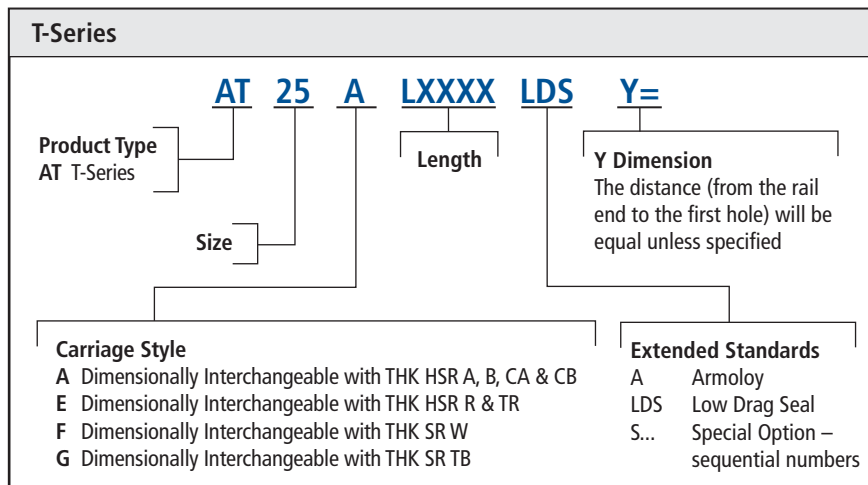 T-Series
AT 25 A LXXXX LDS Y=
Product Type
AT T-Series
Size
Length
Y Dimension
The distance (from the rail
end to the first hole) will be
equal unless specified
Carriage Style
A Dimensionally Interchangeable with THK HSR A, B, CA & CB
E Dimensionally Interchangeable with THK HSR R & TR
F Dimensionally Interchangeable with THK SR W
G Dimensionally Interchangeable with THK SR TB
Extended Standards
A Armoloy
LDS Low Drag Seal
S... Special Option –
sequential numbers